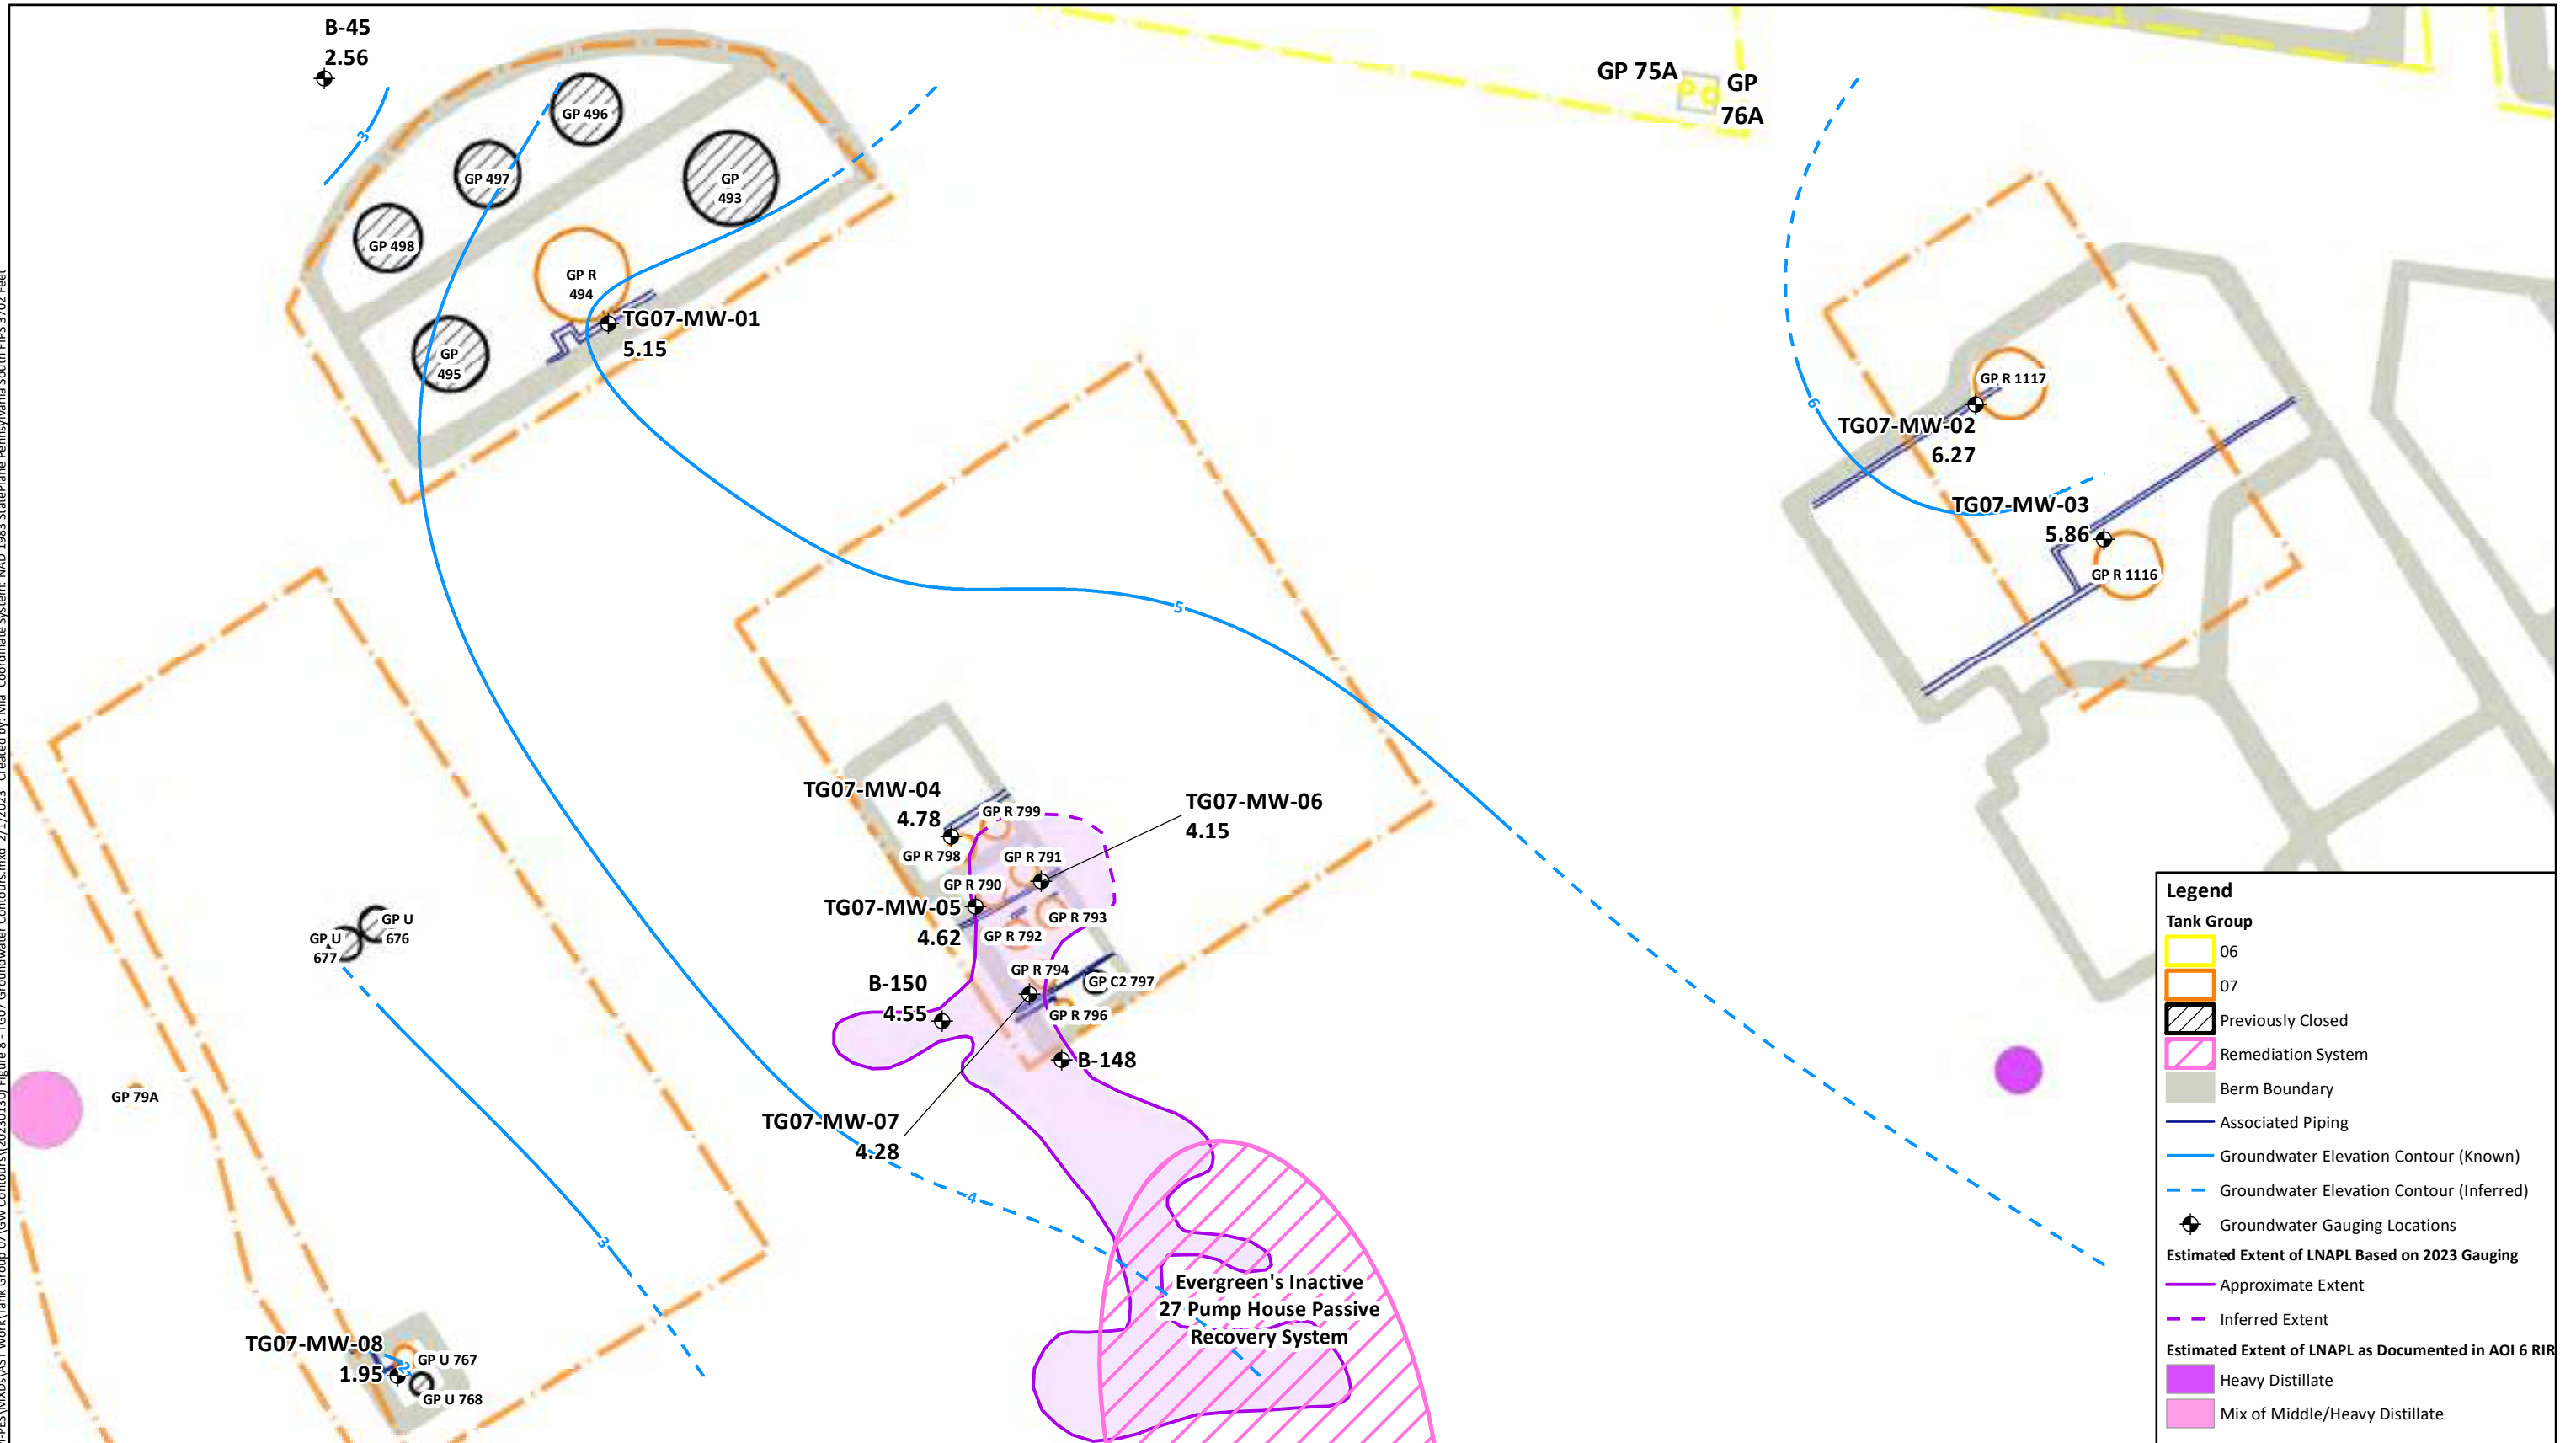 B-45
2.56
3
GP 496
GP 497
GP 498
GP
493
GP R
494
GP
495
TG07-MW-01
5.15
GP 75A
GP
76A
6
GP R 1117
TG07-MW-02
6.27
TG07-MW-03
5.86
GP R 1116
5
TG07-MW-04
4.78
GP R 799
GP R 798
GP R 791
TG07-MW-06
4.15
GP R 790
TG07-MW-05
4.62
GP R 793
GP R 792
GP R 794
GP C2 797
GP R 796
B-150
4.55
B-148
TG07-MW-07
4.28
4
GP U
676
GP U
677
GP 79A
3
TG07-MW-08
1.95
2
GP U 767
GP U 768
Evergreen's Inactive
27 Pump House Passive
Recovery System
Legend
Tank Group
06
07
Previously Closed
Remediation System
Berm Boundary
Associated Piping
Groundwater Elevation Contour (Known)
Groundwater Elevation Contour (Inferred)
Groundwater Gauging Locations
Estimated Extent of LNAPL Based on 2023 Gauging
Approximate Extent
Inferred Extent
Estimated Extent of LNAPL as Documented in AOI 6 RIR
Heavy Distillate
Mix of Middle/Heavy Distillate